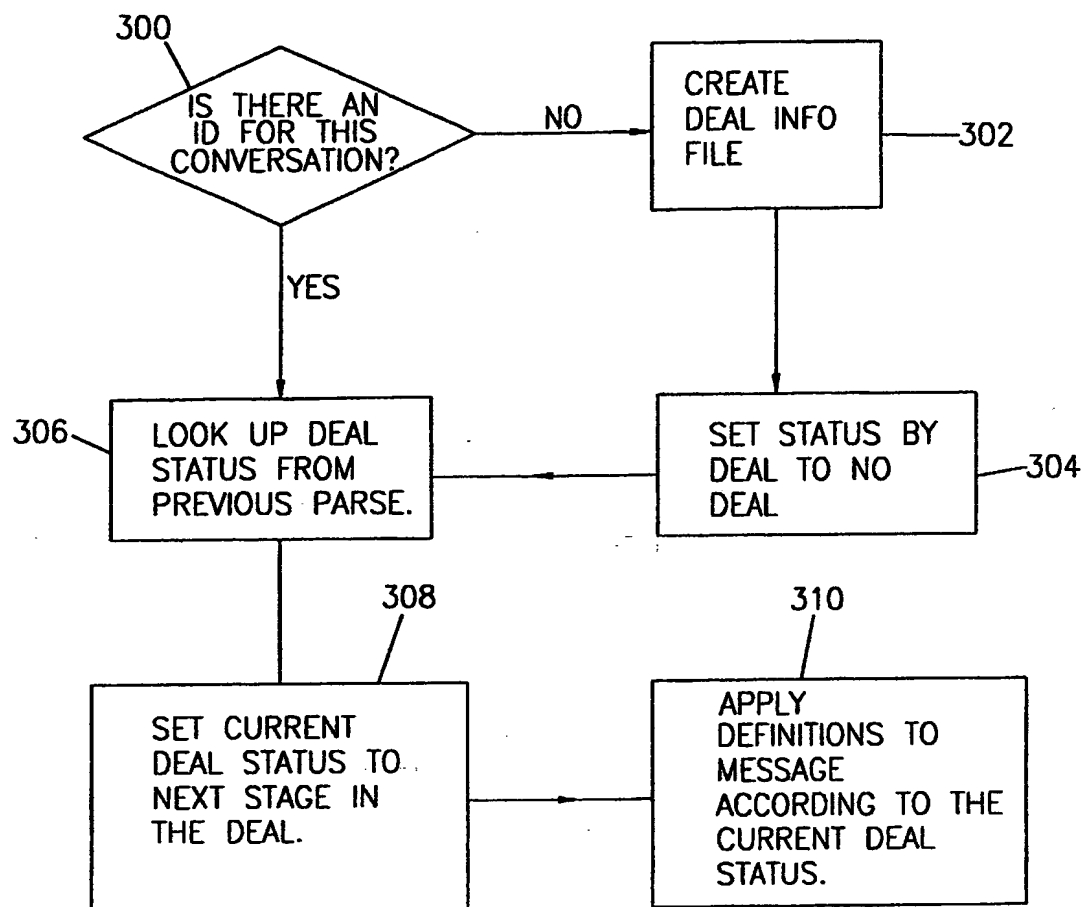 300
IS THERE AN
ID FOR THIS
CONVERSATION?
NO
CREATE
DEAL INFO
FILE
302
YES
306
LOOK UP DEAL
STATUS FROM
PREVIOUS PARSE.
SET STATUS BY
DEAL TO NO
DEAL
304
308
SET CURRENT
DEAL STATUS TO
NEXT STAGE IN
THE DEAL.
310
APPLY
DEFINITIONS TO
MESSAGE
ACCORDING TO THE
CURRENT DEAL
STATUS.